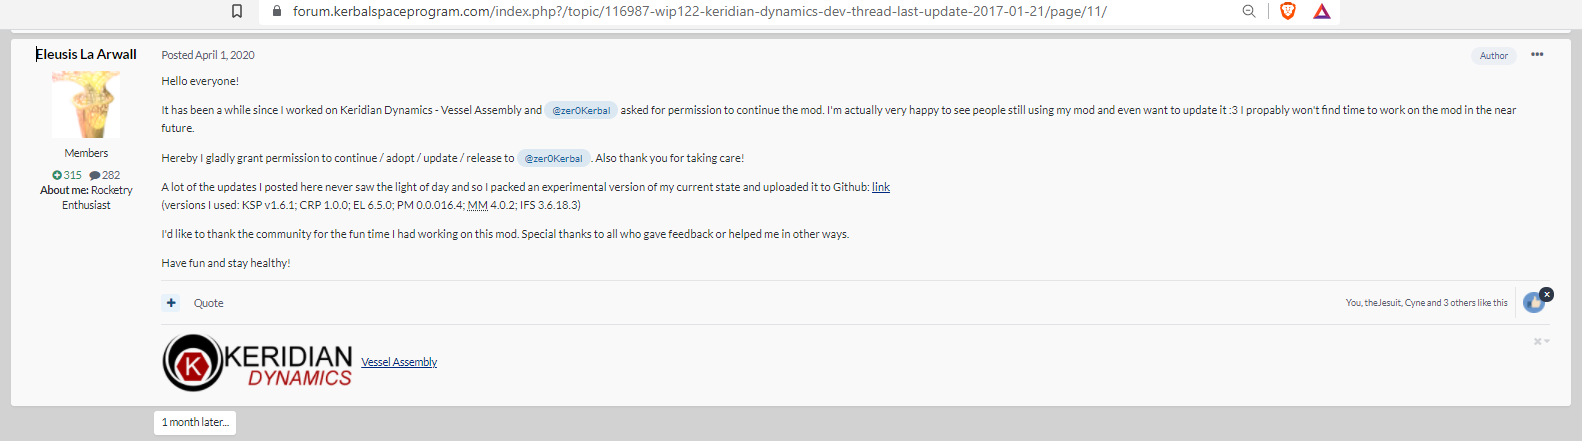 forum.kerbalspaceprogram.com/index.php?/topic/116987-wip122-keridian-dynamics-dev-thread-last-update-2017-01-21/page/11/
Eleusis La Arwall
Posted April 1, 2020
Author
Hello everyone!
It has been a while since I worked on Keridian Dynamics - Vessel Assembly and @zer0Kerbal asked for permission to continue the mod. I'm actually very happy to see people still using my mod and even want to update it :3 I propably won't find time to work on the mod in the near
future.
Members
Hereby I gladly grant permission to continue / adopt / update / release to @zer0Kerbal. Also thank you for taking care!
315 282
About me: Rocketry
Enthusiast
A lot of the updates I posted here never saw the light of day and so I packed an experimental version of my current state and uploaded it to Github: link
(versions I used: KSP v1.6.1; CRP 1.0.0; EL 6.5.0; PM 0.0.016.4; MM 4.0.2; IFS 3.6.18.3)
I'd like to thank the community for the fun time I had working on this mod. Special thanks to all who gave feedback or helped me in other ways.
Have fun and stay healthy!
+ Quote
You, theJesuit, Cyne and 3 others like this
K KERIDIAN
DYNAMICS
Vessel Assembly
1 month later...